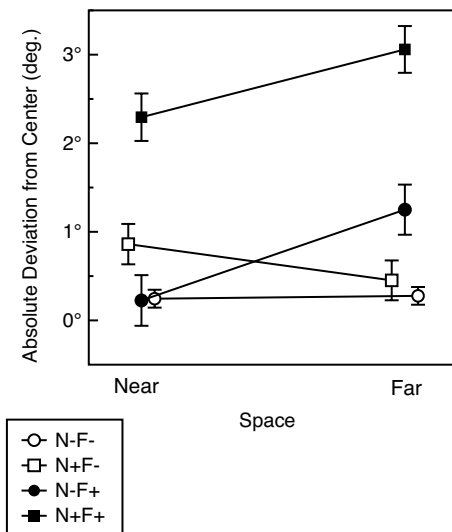 3°
2°
1°
0°
Absolute Deviation from Center (deg.)
Near
Far
Space
N-F-
N+F-
N-F+
N+F+